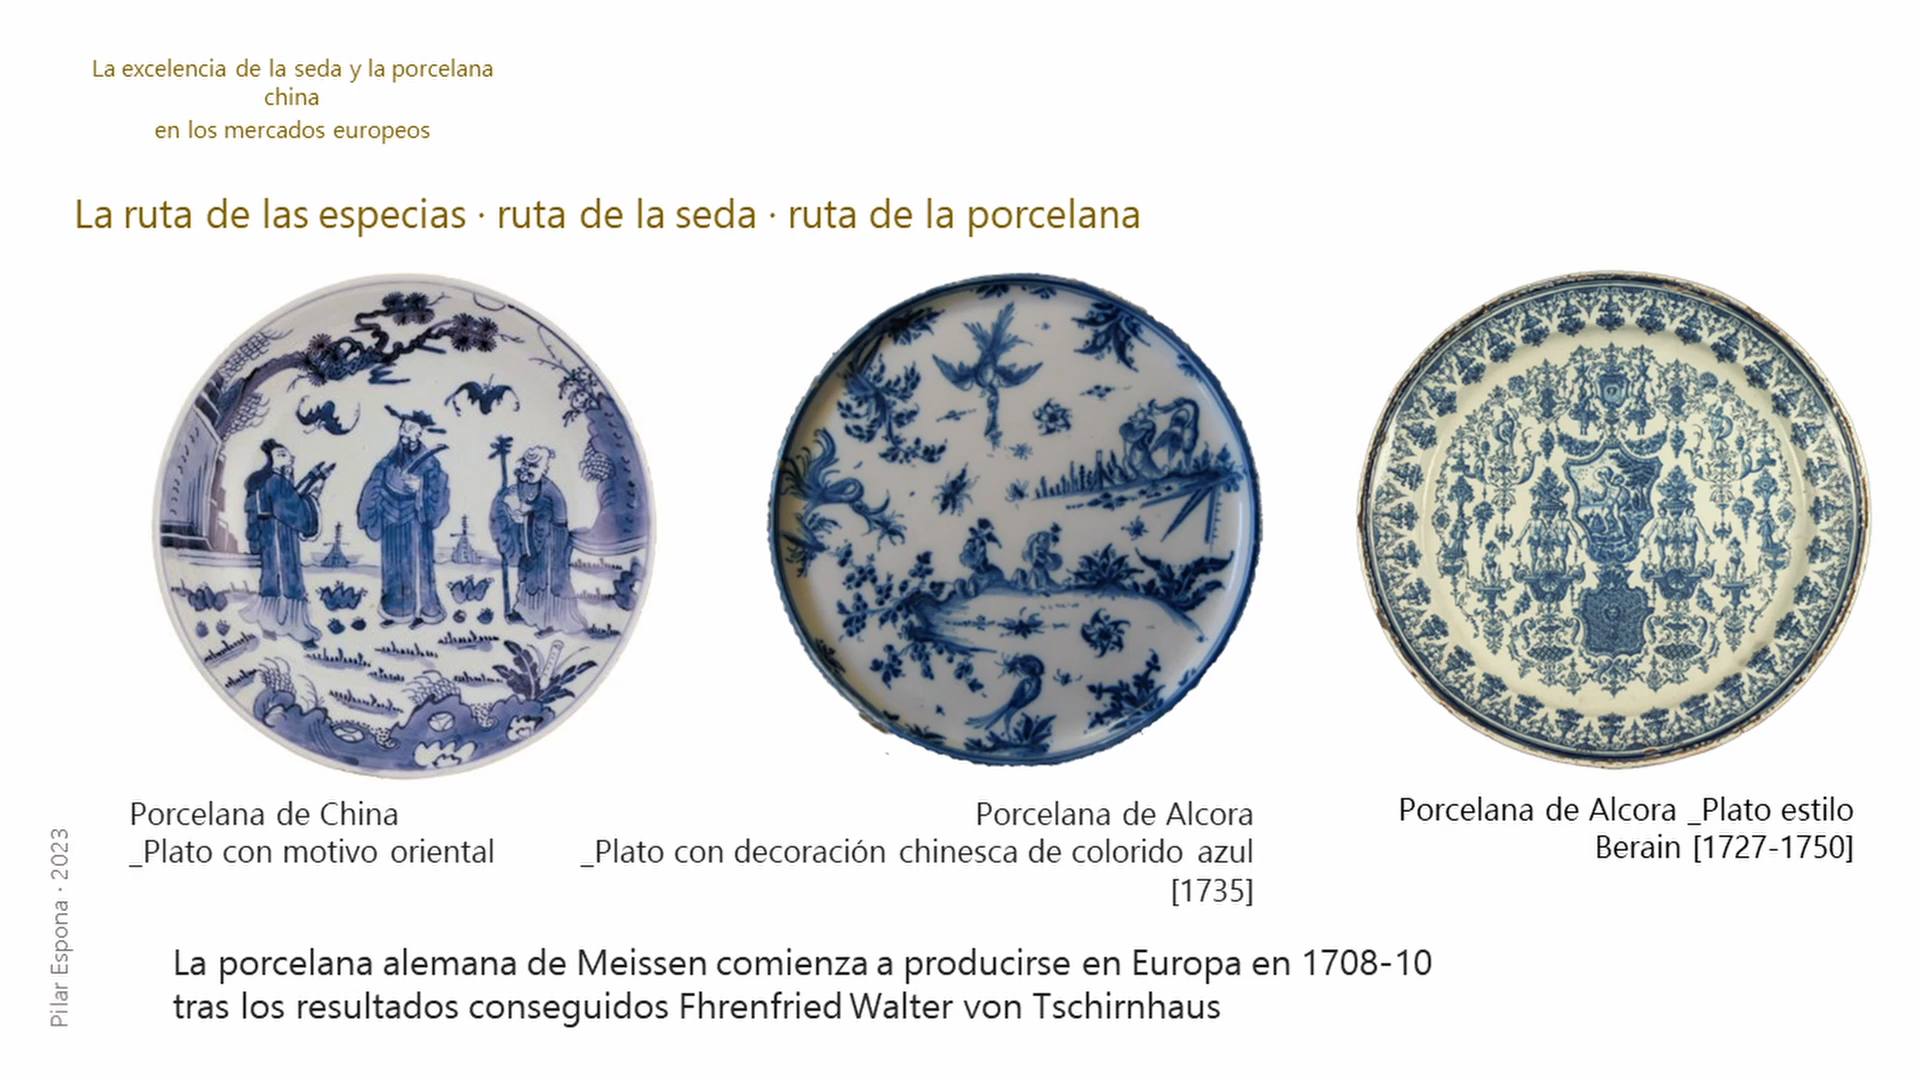 La excelencia de la seda y la porcelana
china
en los mercados europeos
La ruta de las especias · ruta de la seda · ruta de la porcelana
Porcelana de China
_Plato con motivo oriental
Porcelana de Alcora
_Plato con decoración chinesca de colorido azul
[1735]
Porcelana de Alcora _Plato estilo
Berain [1727-1750]
La porcelana alemana de Meissen comienza a producirse en Europa en 1708-10
tras los resultados conseguidos Fhrenfried Walter von Tschirnhaus
Pilar Espona · 2023